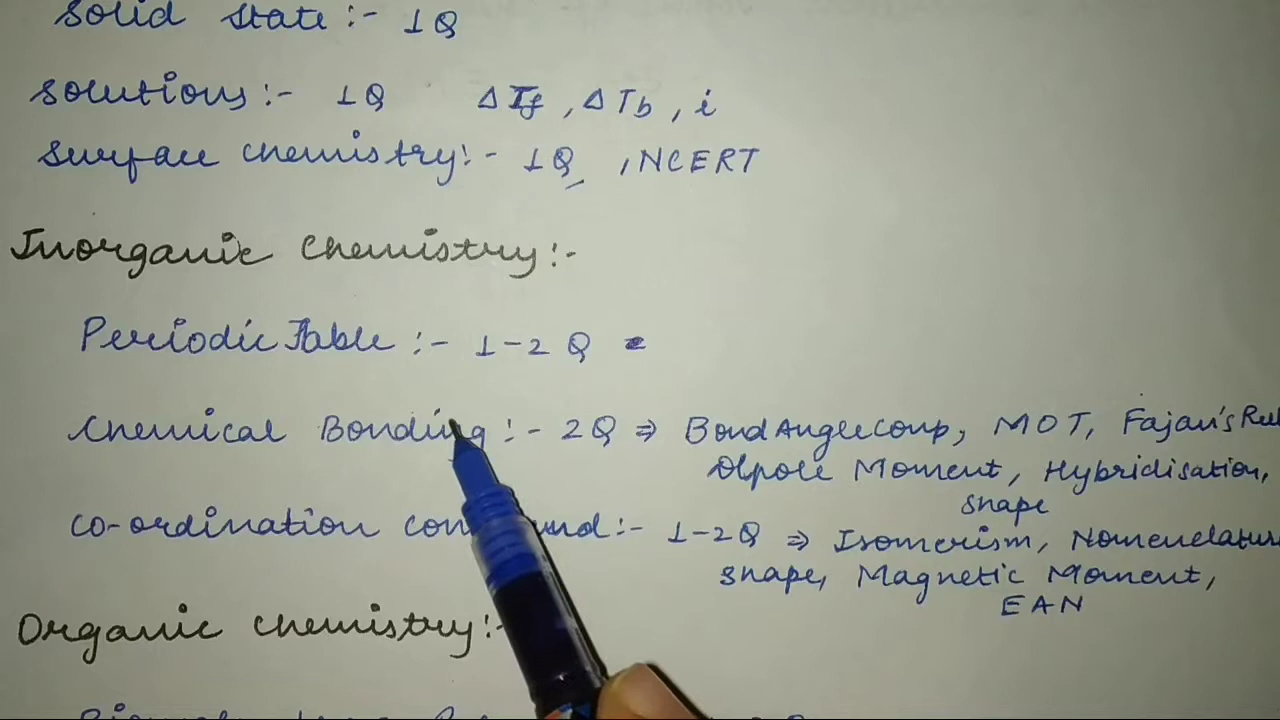 Solid State :- 1Q
Solutions :- 1Q ΔTf, ΔTb, i
Surface Chemistry :- 1Q, NCERT
Inorganic Chemistry :-
Periodic Table :- 1-2 Q
Chemical Bonding :- 2Q ⇒ Bond Angle Comp, MOT, Fajan's
Dipole Moment, Hybridisation,
Shape
Co-ordination :- 1-2Q ⇒ Isomerism, Nomenclature
Shape, Magnetic Moment,
EAN
Organic Chemistry :-